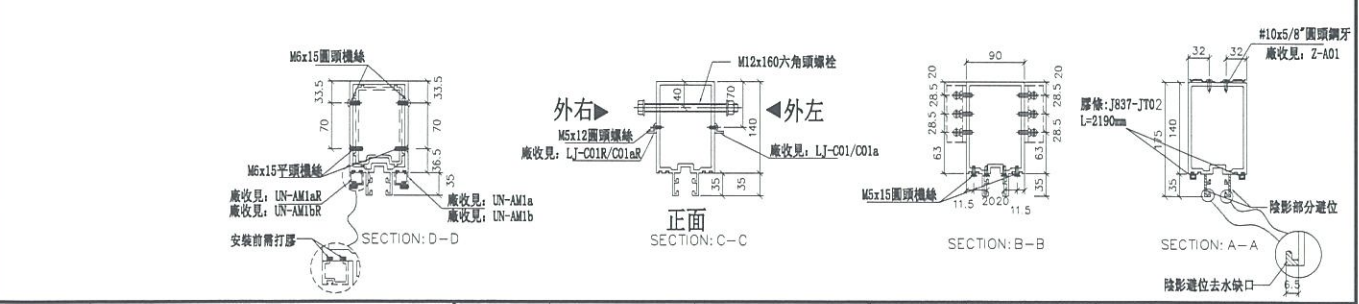 M6x15圓頭機絲
33.5
70
33.5
70
36.5
35
M6x15平頭機絲
廠收見: UN-AM1aR
廠收見: UN-AM1bR
廠收見: UN-AM1a
廠收見: UN-AM1b
安裝前需打膠
SECTION: D-D
M12x160六角頭螺栓
外右
外左
40
70
140
M5x12圓頭螺絲
廠收見: LJ-C01R/C01aR
廠收見: LJ-C01/C01a
35
35
正面
SECTION: C-C
90
20
28.5
28.5
63
20
28.5
28.5
63
35
M5x15圓頭機絲
11.5
2020
11.5
SECTION: B-B
#10x5/8"圓頭鋼牙
廠收見: Z-A01
32
32
膠條: J837-JT02
L=2190mm
175
140
35
陰影部分避位
SECTION: A-A
陰影避位去水缺口
6.5